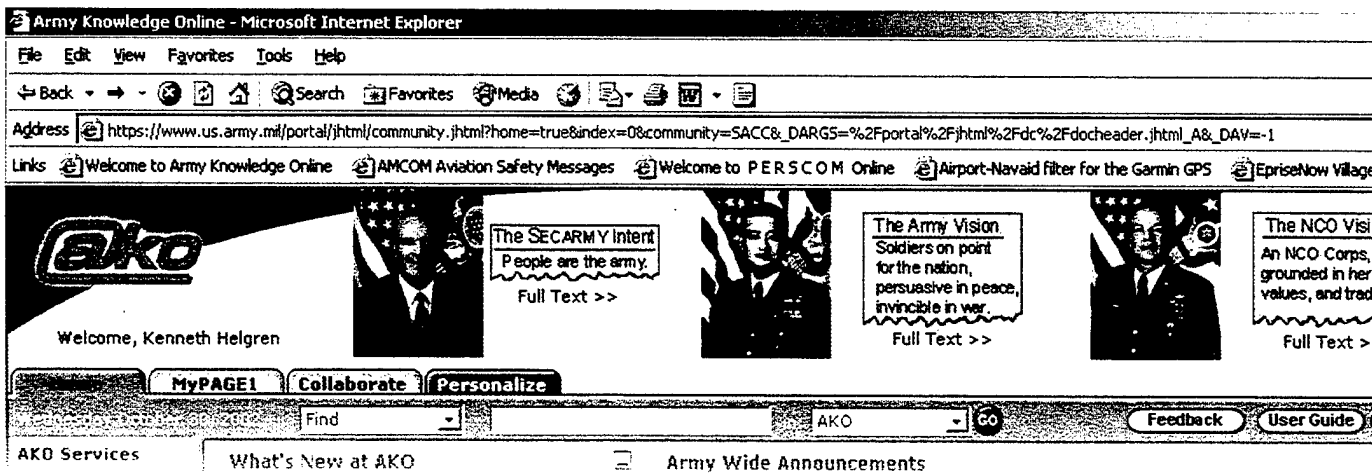 Army Knowledge Online - Microsoft Internet Explorer
File Edit View Favorites Tools Help
Back Search Favorites Media
Address https://www.us.army.mil/portal/jhtml/community.jhtml?home=true&index=0&community=SACC&_DARGS=%2Fportal%2Fjhtml%2Fdc%2Fdocheader.jhtml_A&_DAV=-1
Links Welcome to Army Knowledge Online AMCOM Aviation Safety Messages Welcome to PERSCOM Online Airport-Navaid filter for the Garmin GPS EpriseNow Village
ako
The SECARMY Intent
People are the army.
Full Text >>
The Army Vision
Soldiers on point
for the nation,
persuasive in peace,
invincible in war.
Full Text >>
The NCO Visi
An NCO Corps,
grounded in her
values, and trad
Full Text >
Welcome, Kenneth Helgren
MyPAGE1 Collaborate Personalize
Find AKO GO Feedback User Guide
AKO Services What's New at AKO Army Wide Announcements